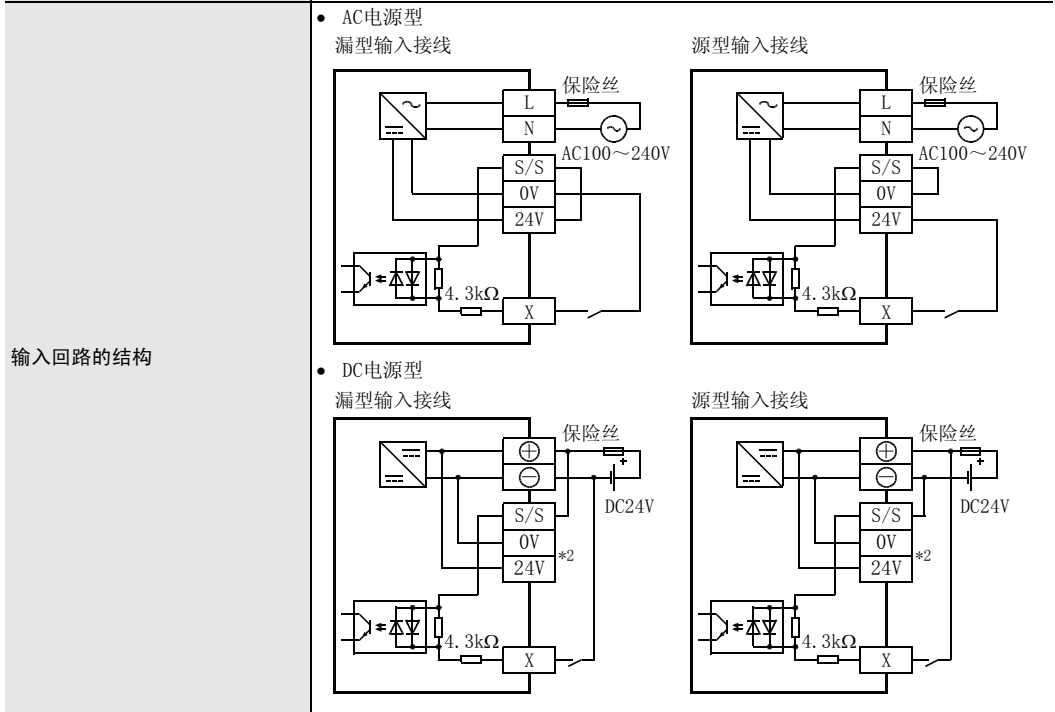 输入回路的结构
• AC电源型
漏型输入接线
L
N
S/S
0V
24V
X
保险丝
AC100～240V
4.3kΩ
源型输入接线
L
N
S/S
0V
24V
X
保险丝
AC100～240V
4.3kΩ
• DC电源型
漏型输入接线
⊕
⊖
S/S
0V
24V
X
保险丝
+
DC24V
*2
4.3kΩ
源型输入接线
⊕
⊖
S/S
0V
24V
X
保险丝
+
DC24V
*2
4.3kΩ